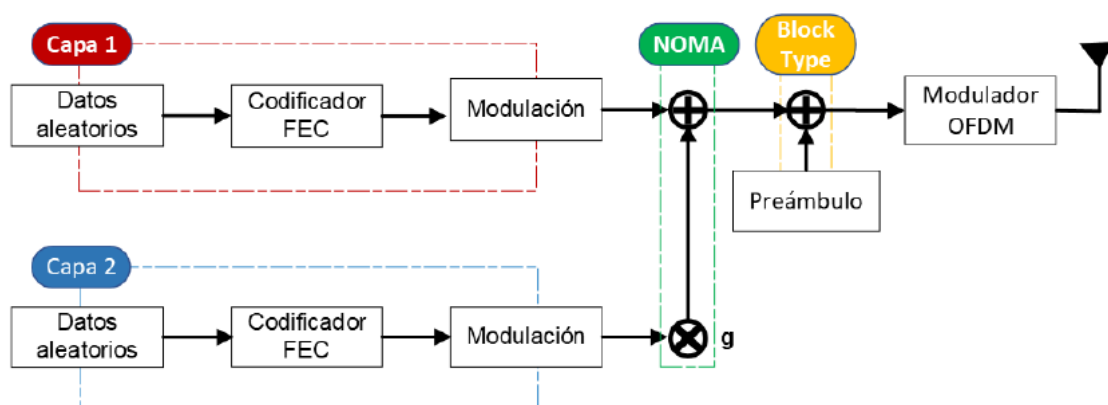 Capa 1
NOMA
Block
Type
Datos
aleatorios
Codificador
FEC
Modulación
Modulador
OFDM
Preámbulo
Capa 2
Datos
aleatorios
Codificador
FEC
Modulación
g